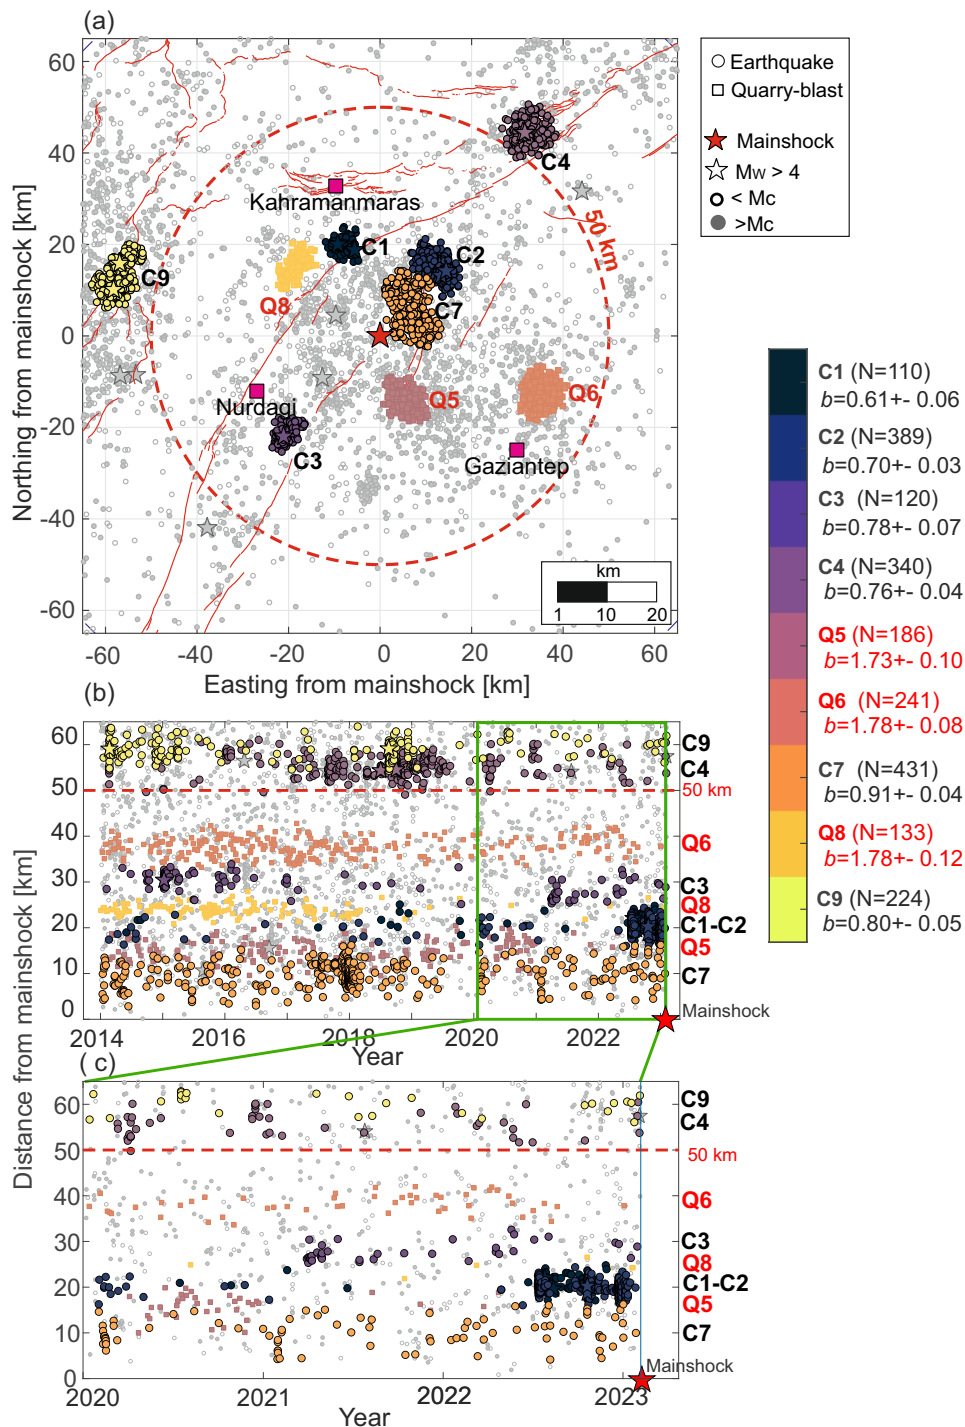 (a)
60
40
20
0
-20
-40
-60
Northing from mainshock [km]
-60
-40
-20
0
20
40
60
Easting from mainshock [km]
C4
Kahramanmaras
50 km
C1
C2
C9
Q8
C7
Nurdagi
Q5
Q6
C3
Gaziantep
km
1
10
20
Earthquake
Quarry-blast
Mainshock
Mw > 4
< Mc
>Mc
C1 (N=110)
b=0.61+- 0.06
C2 (N=389)
b=0.70+- 0.03
C3 (N=120)
b=0.78+- 0.07
C4 (N=340)
b=0.76+- 0.04
Q5 (N=186)
b=1.73+- 0.10
Q6 (N=241)
b=1.78+- 0.08
C7 (N=431)
b=0.91+- 0.04
Q8 (N=133)
b=1.78+- 0.12
C9 (N=224)
b=0.80+- 0.05
(b)
60
50
40
30
20
10
0
C9
C4
50 km
Q6
C3
Q8
C1-C2
Q5
C7
Mainshock
2014
2016
2018
2020
2022
Year
Distance from mainshock [km]
( c)
60
50
40
30
20
10
0
C9
C4
50 km
Q6
C3
Q8
C1-C2
Q5
C7
Mainshock
2020
2021
2022
2023
Year